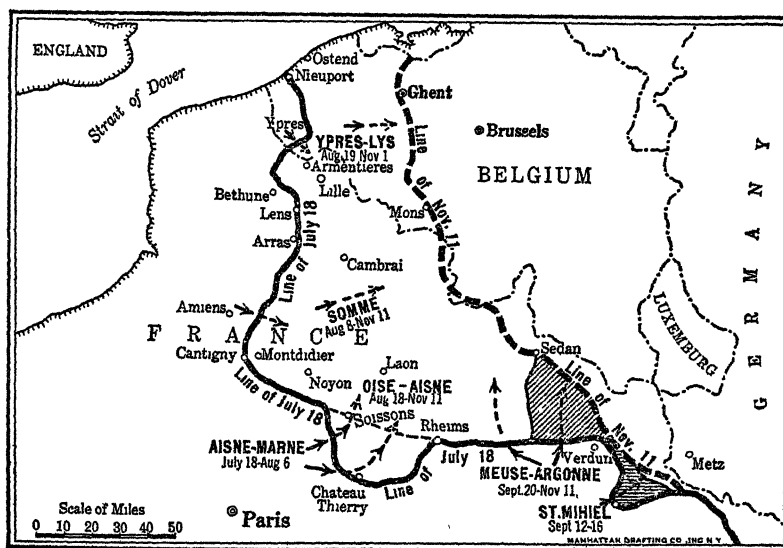 ENGLAND
Strait of Dover
Ostend
Nieuport
Ghent
Ypres
YPRES-LYS
Aug.19 Nov 1
Brussels
Armentieres
BELGIUM
Bethune
Lille
Lens
Mons
Line of Nov. 11
Arras
Line of July 18
Cambrai
GERMANY
Amiens
SOMME
Aug 8-Nov 11
LUXEMBURG
FRANCE
Cantigny
Montdidier
Sedan
Noyon
Laon
OISE-AISNE
Aug 18-Nov 11
Line of July 18
Soissons
Rheims
Line of Nov. 11
AISNE-MARNE
July 18-Aug 6
July 18
Verdun
Metz
Line of
MEUSE-ARGONNE
Sept.20-Nov 11,
Chateau
Thierry
ST.MIHIEL
Sept 12-16
Scale of Miles
0 10 20 30 40 50
Paris
MANHATTAN DRAFTING CO.,INC N Y